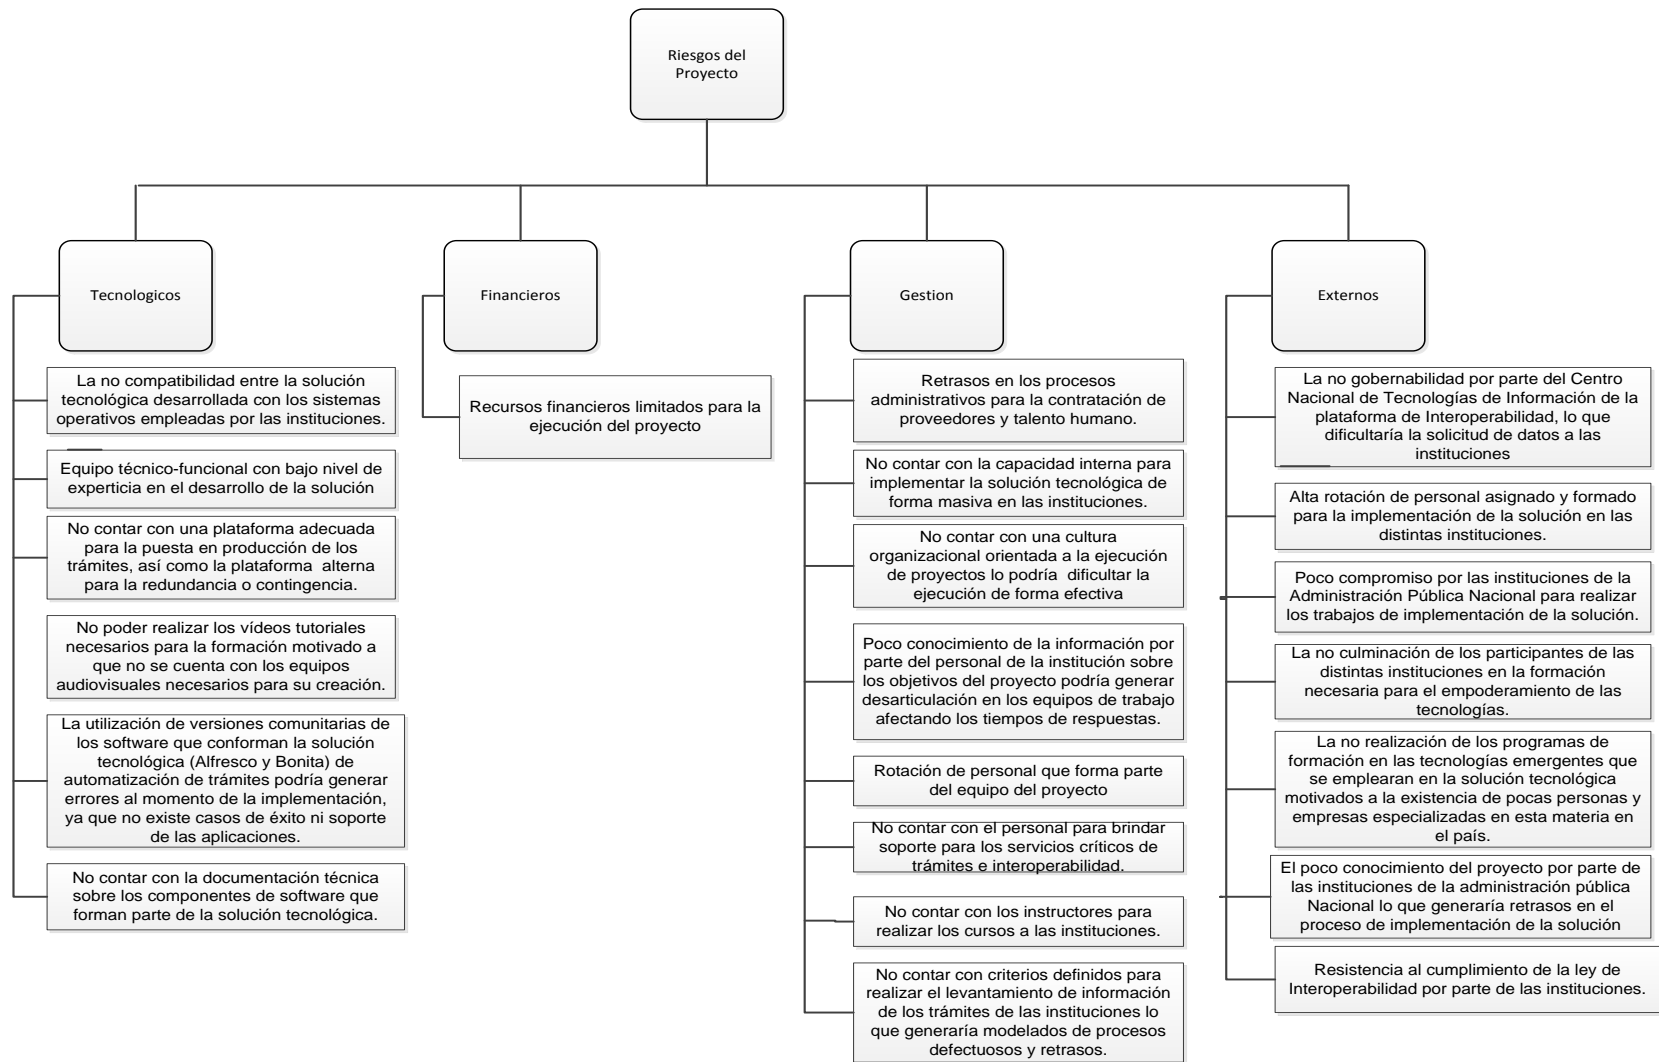 Riesgos del
Proyecto
Tecnologicos
La no compatibilidad entre la solución
tecnológica desarrollada con los sistemas
operativos empleadas por las instituciones.
Equipo técnico-funcional con bajo nivel de
experticia en el desarrollo de la solución
No contar con una plataforma adecuada
para la puesta en producción de los
trámites, así como la plataforma  alterna
para la redundancia o contingencia.
No poder realizar los vídeos tutoriales
necesarios para la formación motivado a
que no se cuenta con los equipos
audiovisuales necesarios para su creación.
La utilización de versiones comunitarias de
los software que conforman la solución
tecnológica (Alfresco y Bonita) de
automatización de trámites podría generar
errores al momento de la implementación,
ya que no existe casos de éxito ni soporte
de las aplicaciones.
No contar con la documentación técnica
sobre los componentes de software que
forman parte de la solución tecnológica.
Financieros
Recursos financieros limitados para la
ejecución del proyecto
Gestion
Retrasos en los procesos
administrativos para la contratación de
proveedores y talento humano.
No contar con la capacidad interna para
implementar la solución tecnológica de
forma masiva en las instituciones.
No contar con una cultura
organizacional orientada a la ejecución
de proyectos lo podría  dificultar la
ejecución de forma efectiva
Poco conocimiento de la información por
parte del personal de la institución sobre
los objetivos del proyecto podría generar
desarticulación en los equipos de trabajo
afectando los tiempos de respuestas.
Rotación de personal que forma parte
del equipo del proyecto
No contar con el personal para brindar
soporte para los servicios críticos de
trámites e interoperabilidad.
No contar con los instructores para
realizar los cursos a las instituciones.
No contar con criterios definidos para
realizar el levantamiento de información
de los trámites de las instituciones lo
que generaría modelados de procesos
defectuosos y retrasos.
Externos
La no gobernabilidad por parte del Centro
Nacional de Tecnologías de Información de la
plataforma de Interoperabilidad, lo que
dificultaría la solicitud de datos a las
instituciones
Alta rotación de personal asignado y formado
para la implementación de la solución en las
distintas instituciones.
Poco compromiso por las instituciones de la
Administración Pública Nacional para realizar
los trabajos de implementación de la solución.
La no culminación de los participantes de las
distintas instituciones en la formación
necesaria para el empoderamiento de las
tecnologías.
La no realización de los programas de
formación en las tecnologías emergentes que
se emplearan en la solución tecnológica
motivados a la existencia de pocas personas y
empresas especializadas en esta materia en
el país.
El poco conocimiento del proyecto por parte de
las instituciones de la administración pública
Nacional lo que generaría retrasos en el
proceso de implementación de la solución
Resistencia al cumplimiento de la ley de
Interoperabilidad por parte de las instituciones.